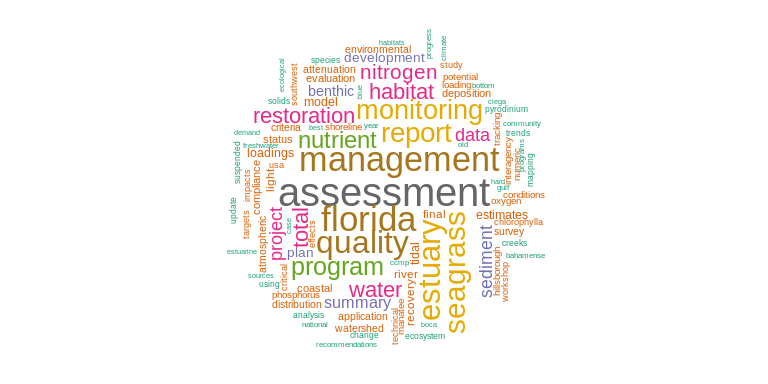 habitats
progress
climate
environmental
species
development
ecological
southwest
attenuation
nitrogen
study
evaluation
potential
benthic
blue
habitat
loading
bottom
deposition
solids
model
monitoring
ciega
pyrodinium
restoration
criteria
best
shoreline
year
report
data
tracking
community
trends
demand
status
nutrient
old
freshwater
interagency
numeric
programs
mapping
suspended
loadings
management
compliance
usa
light
impacts
assessment
hard
gulf
conditions
oxygen
update
targets
project
total
case
effects
florida
final
estuary
seagrass
estimates
chlorophylla
survey
atmospheric
quality
tidal
sediment
creeks
estuarine
plan
bahamense
program
ccmp
hillsborough
workshop
sources
critical
using
river
recovery
coastal
water
phosphorus
distribution
summary
technical
manatee
analysis
application
national
watershed
boca
change
ecosystem
recommendations